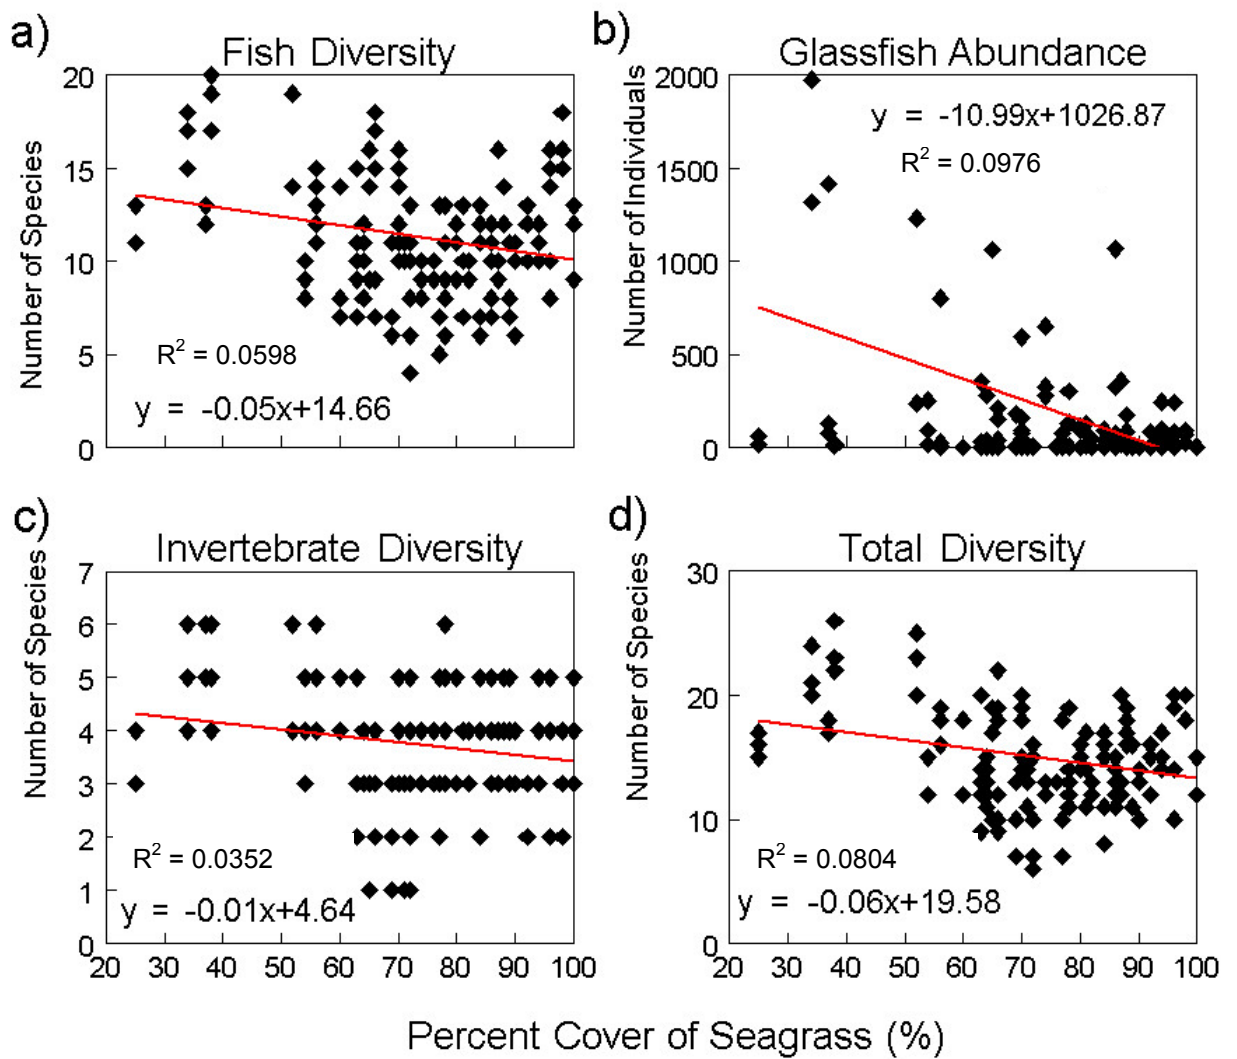 a)
Fish Diversity
Number of Species
20
15
10
5
0
R² = 0.0598
y = -0.05x+14.66
b)
Glassfish Abundance
Number of Individuals
2000
1500
1000
500
0
y = -10.99x+1026.87
R² = 0.0976
c)
Invertebrate Diversity
Number of Species
7
6
5
4
3
2
1
0
R² = 0.0352
y = -0.01x+4.64
20 30 40 50 60 70 80 90 100
d)
Total Diversity
Number of Species
30
20
10
0
R² = 0.0804
y = -0.06x+19.58
20 30 40 50 60 70 80 90 100
Percent Cover of Seagrass (%)